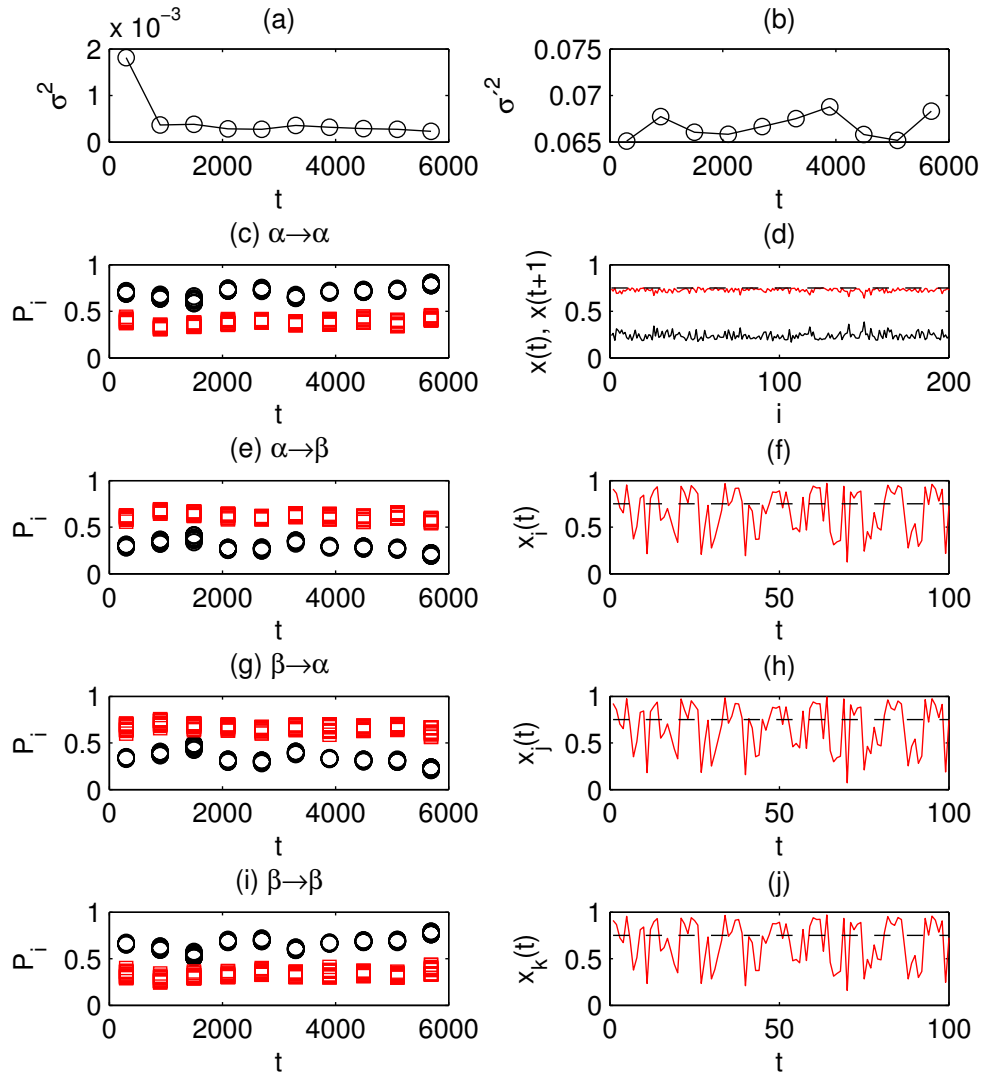 (a)
x 10⁻³
2
1
0
σ²
0 2000 4000 6000
t
(b)
0.075
0.07
0.065
σ´²
0 2000 4000 6000
t
(c) α→α
1
0.5
0
P_i
0 2000 4000 6000
t
(d)
1
0.5
0
x(t), x(t+1)
0 100 200
i
(e) α→β
1
0.5
0
P_i
0 2000 4000 6000
t
(f)
1
0.5
0
x_i(t)
0 50 100
t
(g) β→α
1
0.5
0
P_i
0 2000 4000 6000
t
(h)
1
0.5
0
x_j(t)
0 50 100
t
(i) β→β
1
0.5
0
P_i
0 2000 4000 6000
t
(j)
1
0.5
0
x_k(t)
0 50 100
t